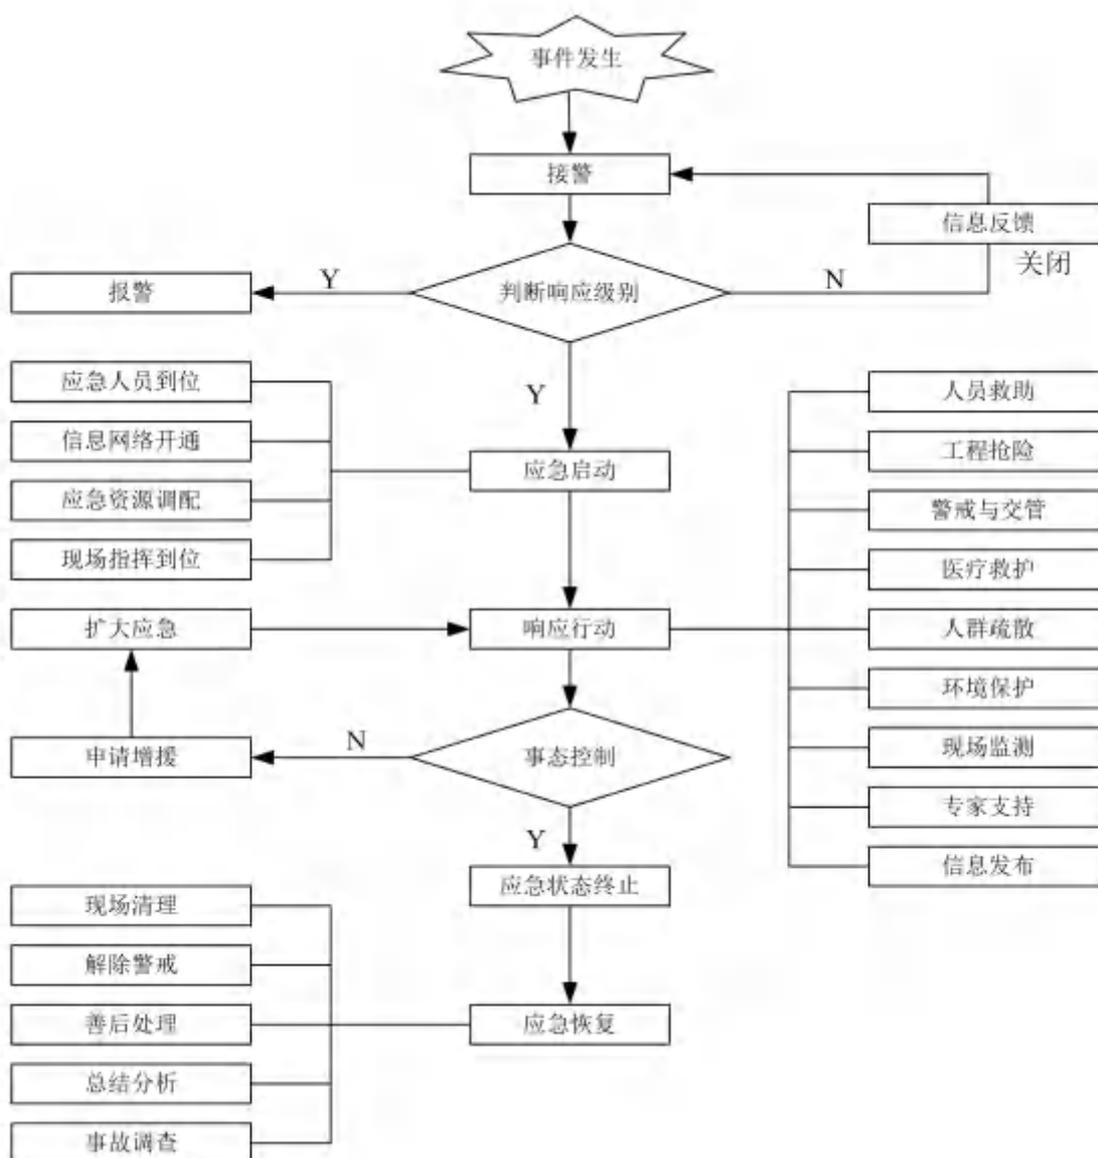 事件发生
接警
信息反馈
关闭
报警
Y
判断响应级别
N
应急人员到位
信息网络开通
应急资源调配
现场指挥到位
Y
应急启动
人员救助
工程抢险
警戒与交管
医疗救护
人群疏散
环境保护
现场监测
专家支持
信息发布
扩大应急
响应行动
申请增援
N
事态控制
Y
应急状态终止
现场清理
解除警戒
善后处理
总结分析
事故调查
应急恢复